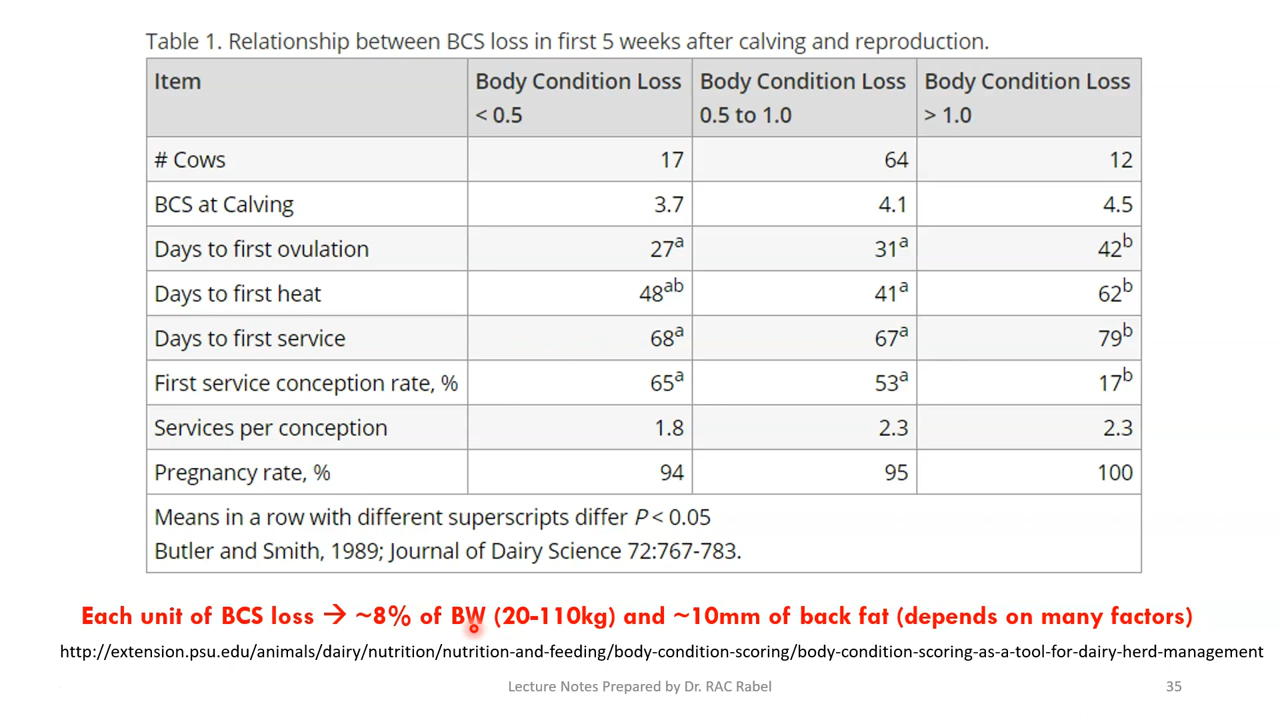 Table 1. Relationship between BCS loss in first 5 weeks after calving and reproduction.
Item Body Condition Loss < 0.5 Body Condition Loss 0.5 to 1.0 Body Condition Loss > 1.0
# Cows 17 64 12
BCS at Calving 3.7 4.1 4.5
Days to first ovulation 27ᵃ 31ᵃ 42ᵇ
Days to first heat 48ᵃᵇ 41ᵃ 62ᵇ
Days to first service 68ᵃ 67ᵃ 79ᵇ
First service conception rate, % 65ᵃ 53ᵃ 17ᵇ
Services per conception 1.8 2.3 2.3
Pregnancy rate, % 94 95 100
Means in a row with different superscripts differ P < 0.05
Butler and Smith, 1989; Journal of Dairy Science 72:767-783.
Each unit of BCS loss → ~8% of BW (20-110kg) and ~10mm of back fat (depends on many factors)
http://extension.psu.edu/animals/dairy/nutrition/nutrition-and-feeding/body-condition-scoring/body-condition-scoring-as-a-tool-for-dairy-herd-management
Lecture Notes Prepared by Dr. RAC Rabel 35